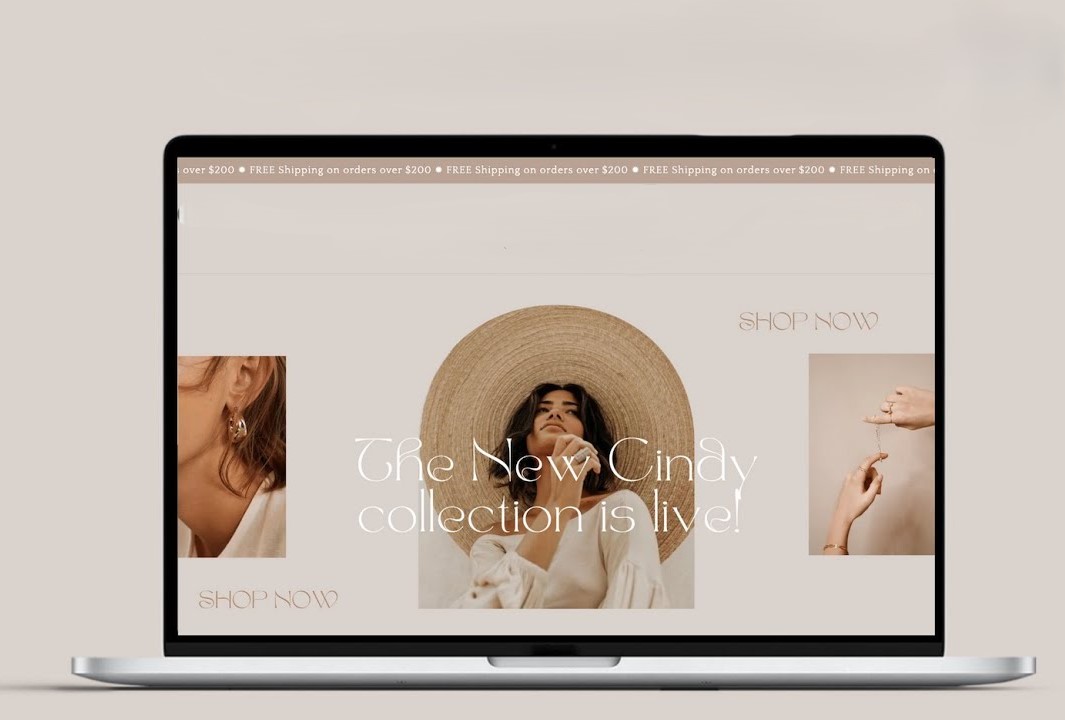 over $200 ● FREE Shipping on orders over $200 ● FREE Shipping on orders over $200 ● FREE Shipping on orders over $200 ● FREE Shipping on
SHOP NOW
The New Cindy
collection is live!
SHOP NOW